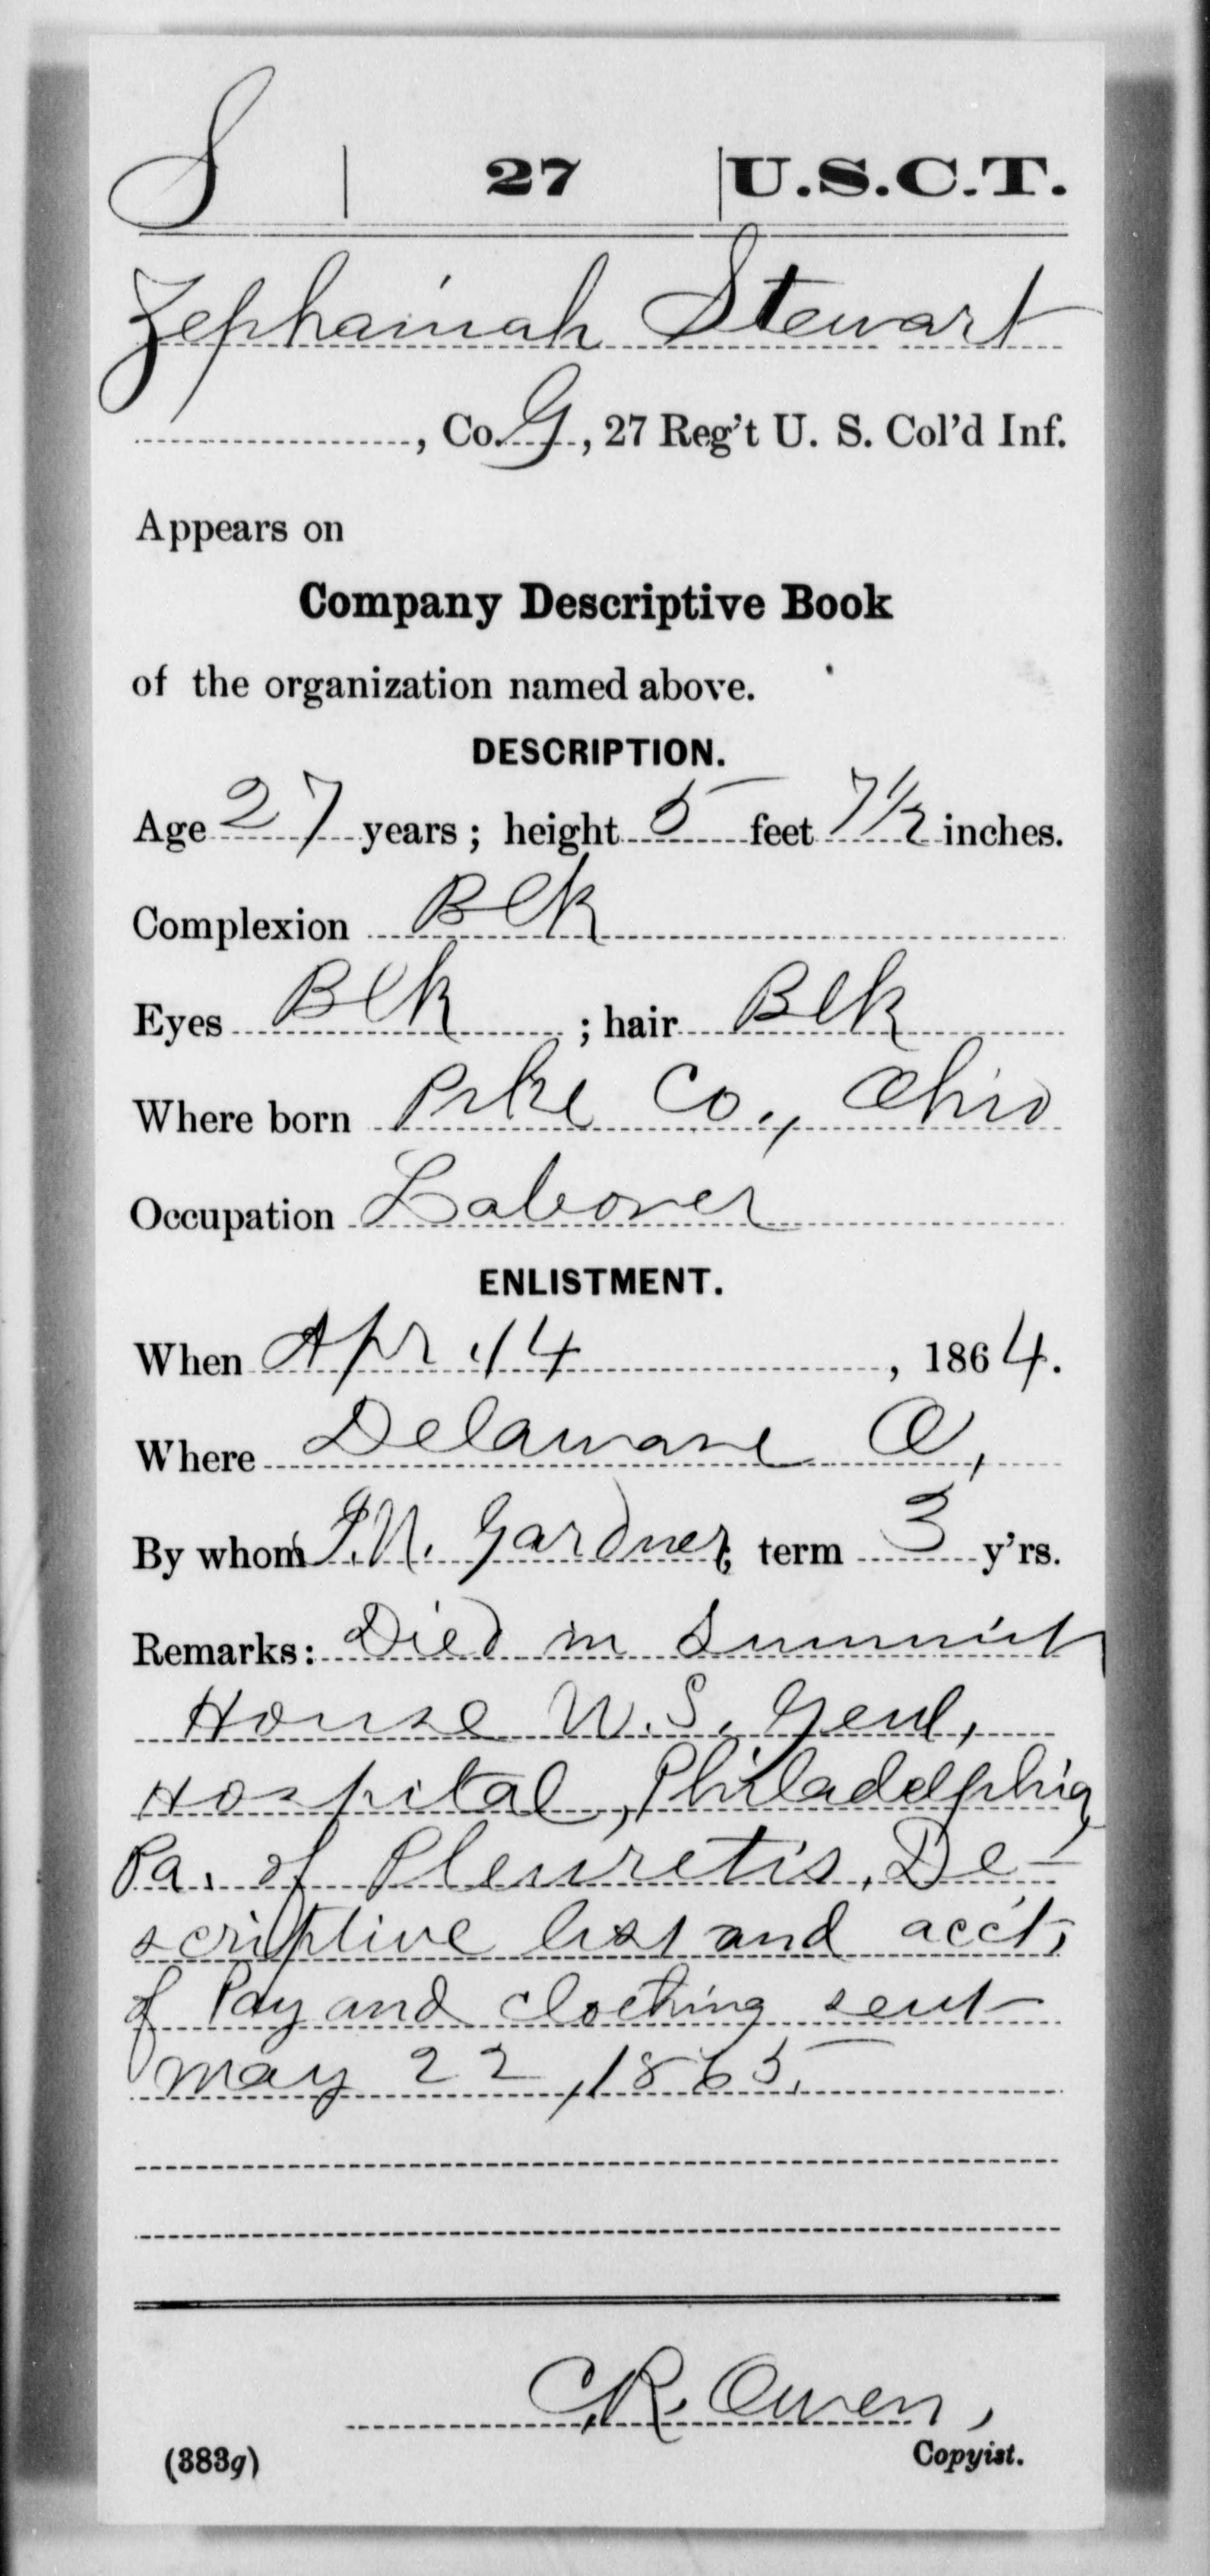 S | 27 | U.S.C.T.
Zephainah Stewart
, Co. G, 27 Reg't U. S. Col'd Inf.
Appears on
Company Descriptive Book
of the organization named above.
DESCRIPTION.
Age 27 years; height 5 feet 7½ inches.
Complexion Blk
Eyes Blk ; hair Blk
Where born Pike Co., Ohio
Occupation Laborer
ENLISTMENT.
When Apr. 14, 1864.
Where Delaware O,
By whom I.N. Gardner; term 3 y'rs.
Remarks: Died in Summit
House U.S. Genl,
Hospital, Philadelphia
Pa. of Pleuretis. De-
scriptive list and acct,
of Pay and clothing sent
May 22, 1865.
C.R. Owen,
(383g) Copyist.